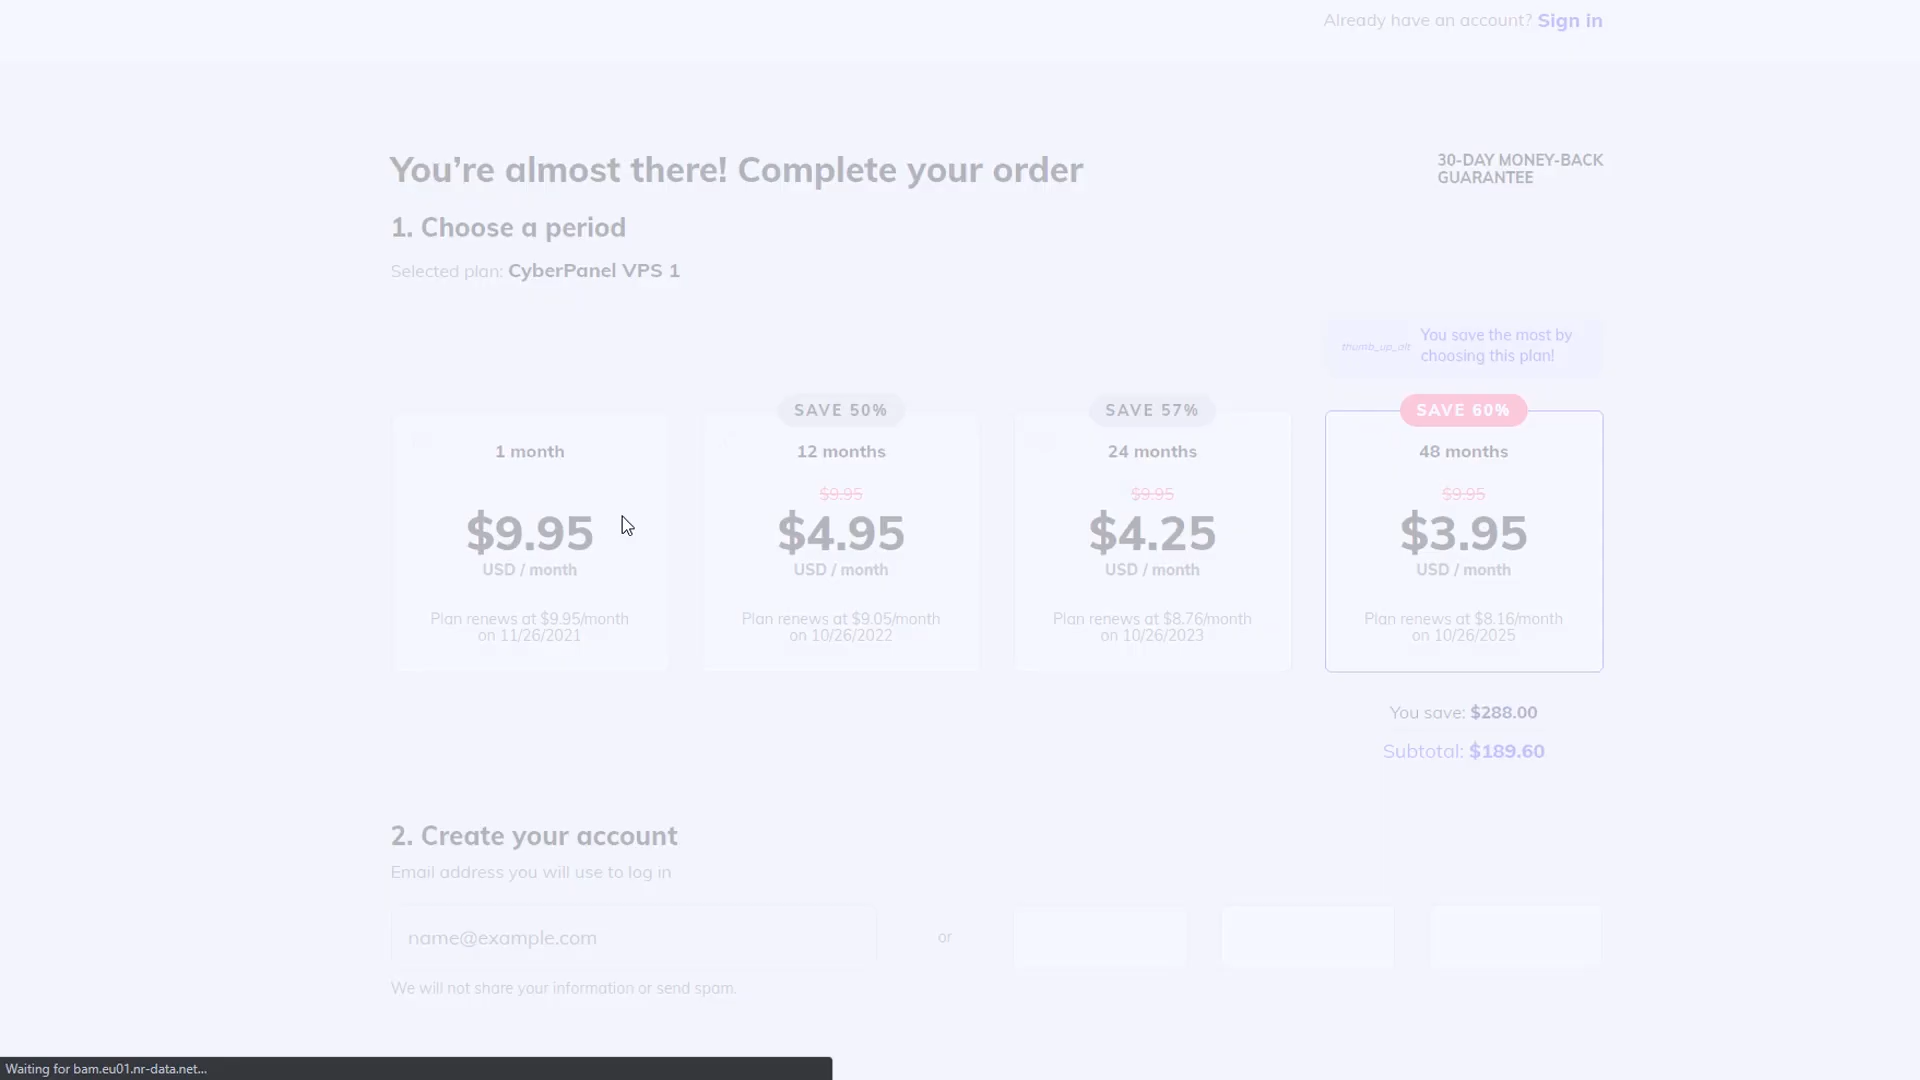 Already have an account? Sign in
You're almost there! Complete your order
30-DAY MONEY-BACK
GUARANTEE
1. Choose a period
Selected plan: CyberPanel VPS 1
thumb_up_alt
You save the most by
choosing this plan!
SAVE 50%
SAVE 57%
SAVE 60%
1 month
12 months
24 months
48 months
$9.95
$9.95
$9.95
$9.95
$4.95
$4.25
$3.95
USD / month
USD / month
USD / month
USD / month
Plan renews at $9.95/month
on 11/26/2021
Plan renews at $9.05/month
on 10/26/2022
Plan renews at $8.76/month
on 10/26/2023
Plan renews at $8.16/month
on 10/26/2025
You save: $288.00
Subtotal: $189.60
2. Create your account
Email address you will use to log in
name@example.com
or
We will not share your information or send spam.
Waiting for bam.eu01.nr-data.net...